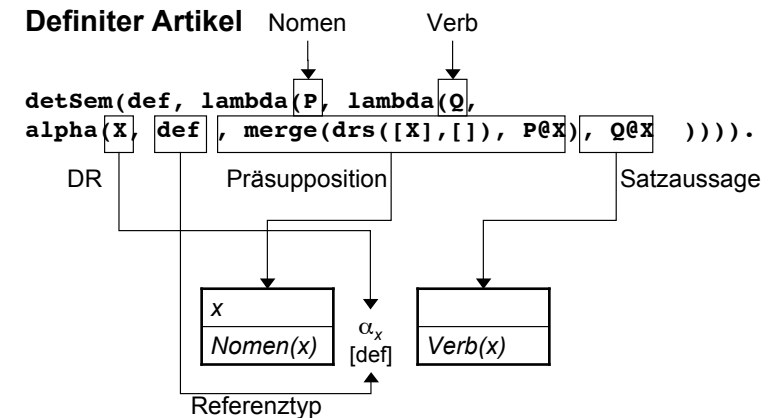 Definiter Artikel Nomen Verb
detSem(def, lambda(P, lambda(Q,
alpha(X, def , merge(drs([X],[]), P@X), Q@X )))).
DR Präsupposition Satzaussage
x
Nomen(x) αx [def] Verb(x)
Referenztyp